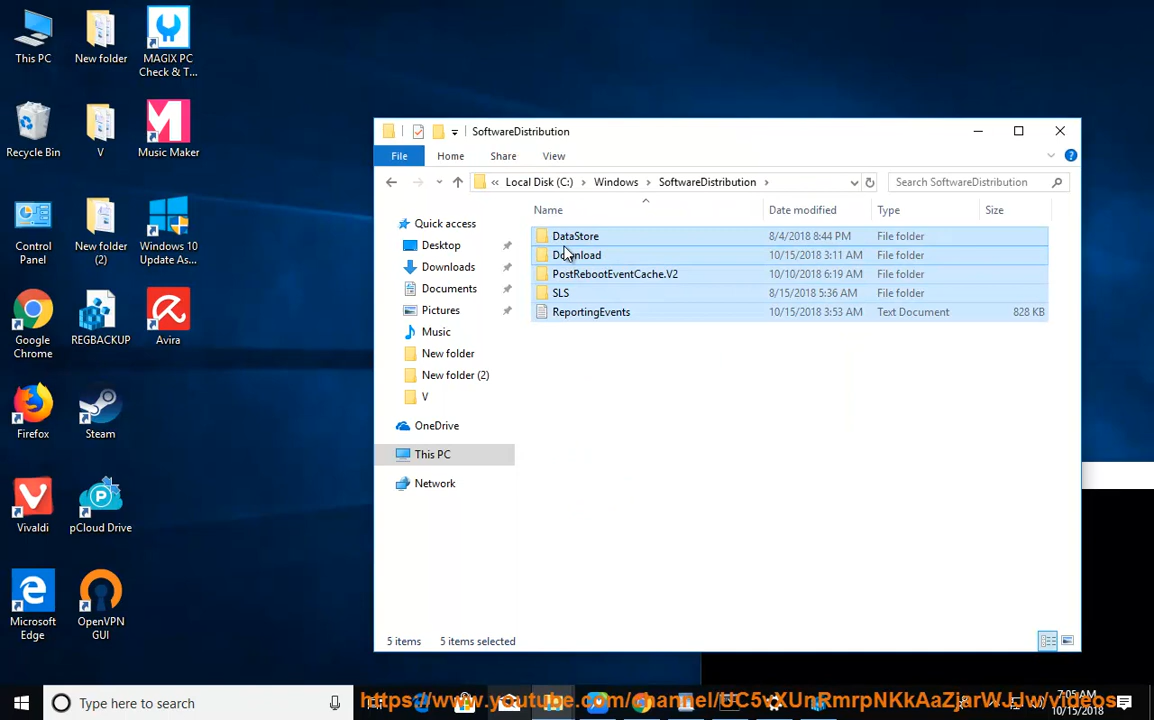 This PC
New folder
MAGIX PC
Check & T...
Recycle Bin
V
Music Maker
Control
Panel
New folder
(2)
Windows 10
Update As...
Google
Chrome
REGBACKUP
Avira
Firefox
Steam
Vivaldi
pCloud Drive
Microsoft
Edge
OpenVPN
GUI
SoftwareDistribution
File
Home
Share
View
« Local Disk (C:) > Windows > SoftwareDistribution >
Search SoftwareDistribution
Name
Date modified
Type
Size
Quick access
Desktop
Downloads
Documents
Pictures
Music
New folder
New folder (2)
V
OneDrive
This PC
Network
DataStore 8/4/2018 8:44 PM File folder
Download 10/15/2018 3:11 AM File folder
PostRebootEventCache.V2 10/10/2018 6:19 AM File folder
SLS 8/15/2018 5:36 AM File folder
ReportingEvents 10/15/2018 3:53 AM Text Document 828 KB
5 items
5 items selected
Type here to search
7:05 AM
10/15/2018